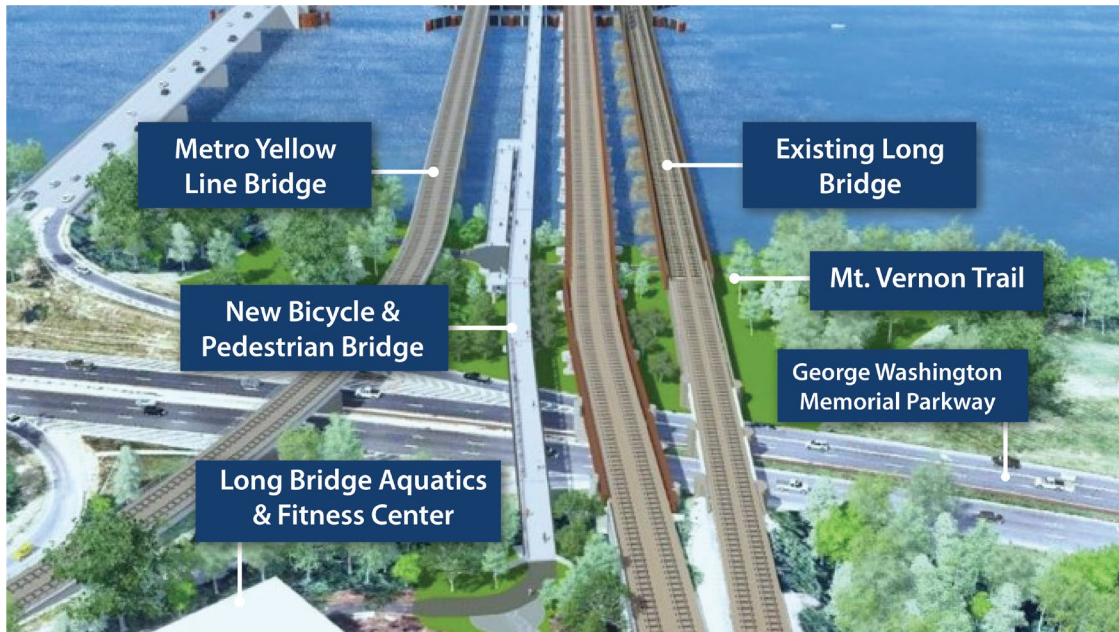 Metro Yellow
Line Bridge
Existing Long
Bridge
Mt. Vernon Trail
New Bicycle &
Pedestrian Bridge
George Washington
Memorial Parkway
Long Bridge Aquatics
& Fitness Center